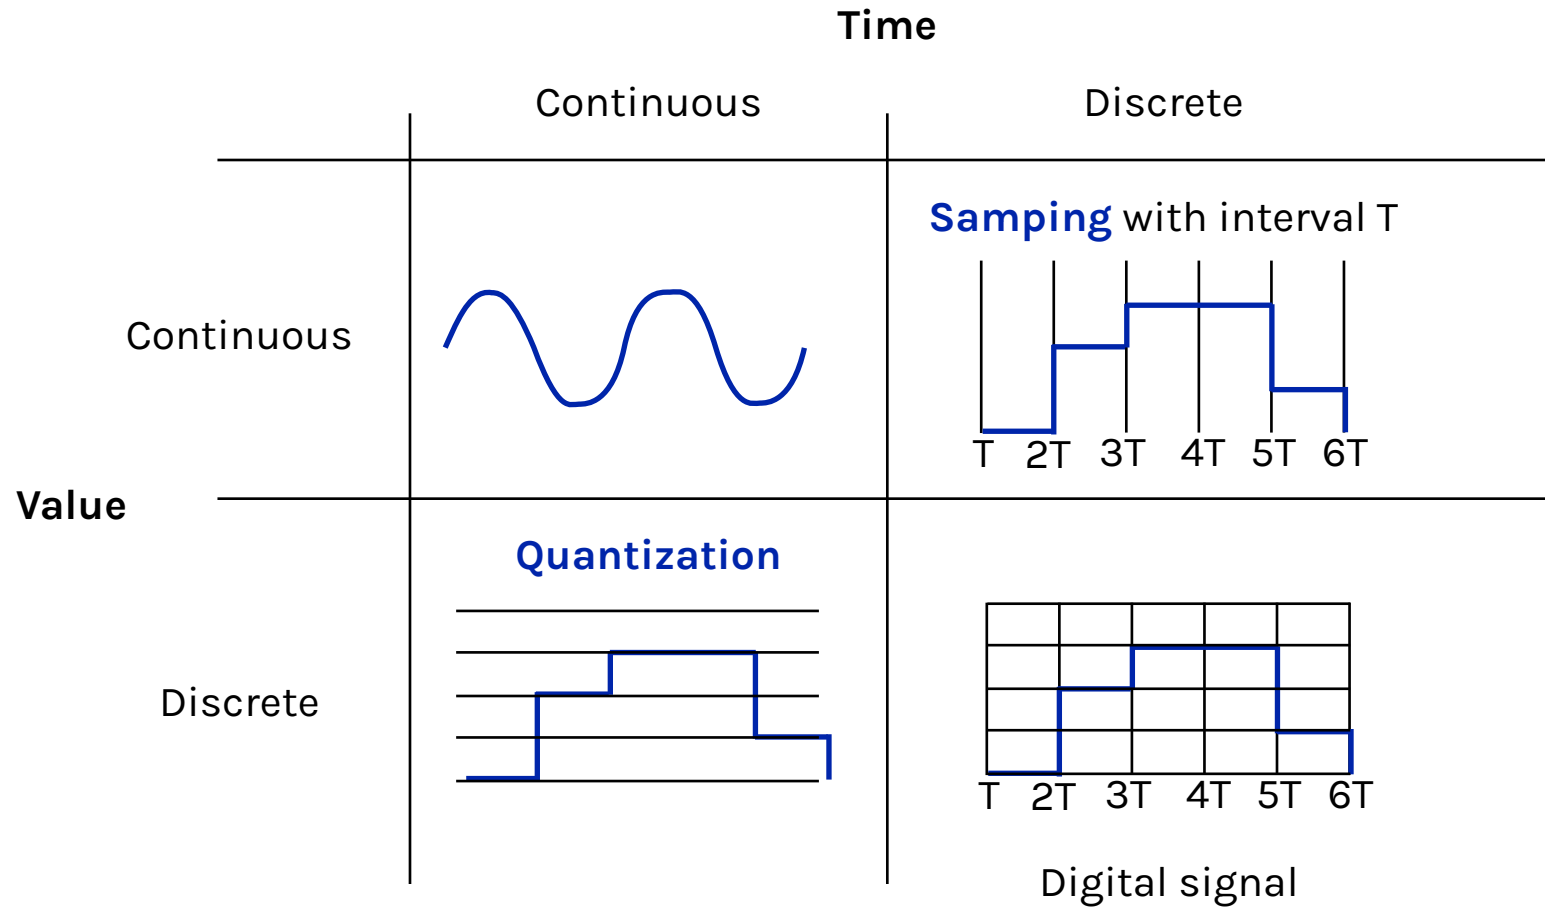 Time
Continuous Discrete
Samping with interval T
Continuous
T 2T 3T 4T 5T 6T
Value
Quantization
Discrete
T 2T 3T 4T 5T 6T
Digital signal